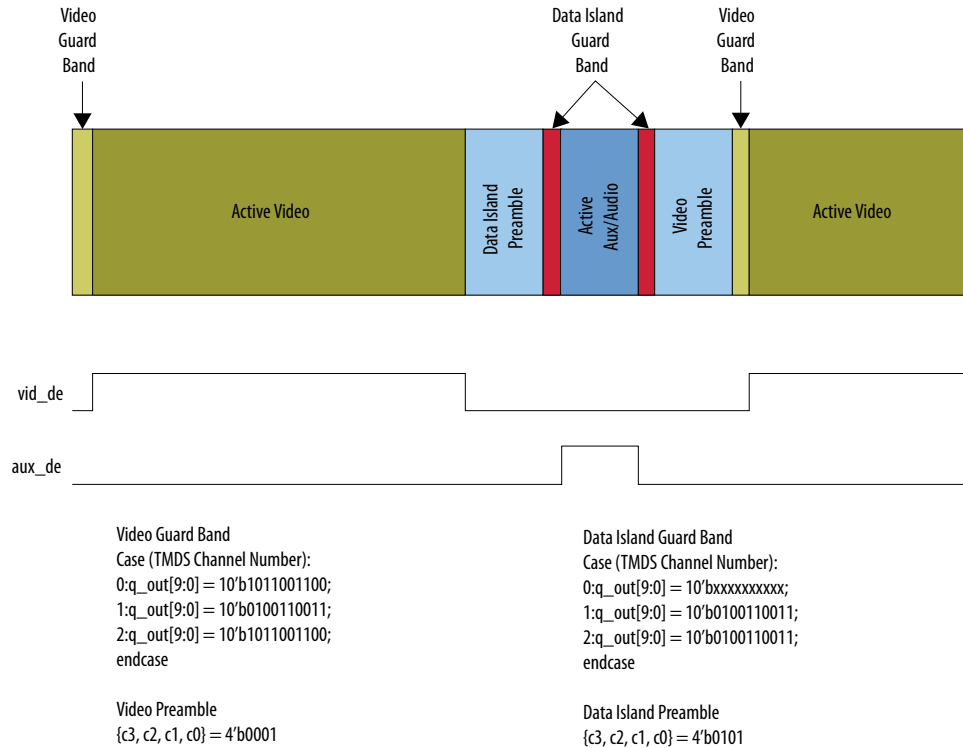 Video
Guard
Band
Data Island
Guard
Band
Video
Guard
Band
Active Video
Data Island
Preamble
Active
Aux/Audio
Video
Preamble
Active Video
vid_de
aux_de
Video Guard Band
Case (TMDS Channel Number):
0:q_out[9:0] = 10’b1011001100;
1:q_out[9:0] = 10’b0100110011;
2:q_out[9:0] = 10’b1011001100;
endcase
Video Preamble
{c3, c2, c1, c0} = 4’b0001
Data Island Guard Band
Case (TMDS Channel Number):
0:q_out[9:0] = 10’bxxxxxxxxxx;
1:q_out[9:0] = 10’b0100110011;
2:q_out[9:0] = 10’b0100110011;
endcase
Data Island Preamble
{c3, c2, c1, c0} = 4’b0101